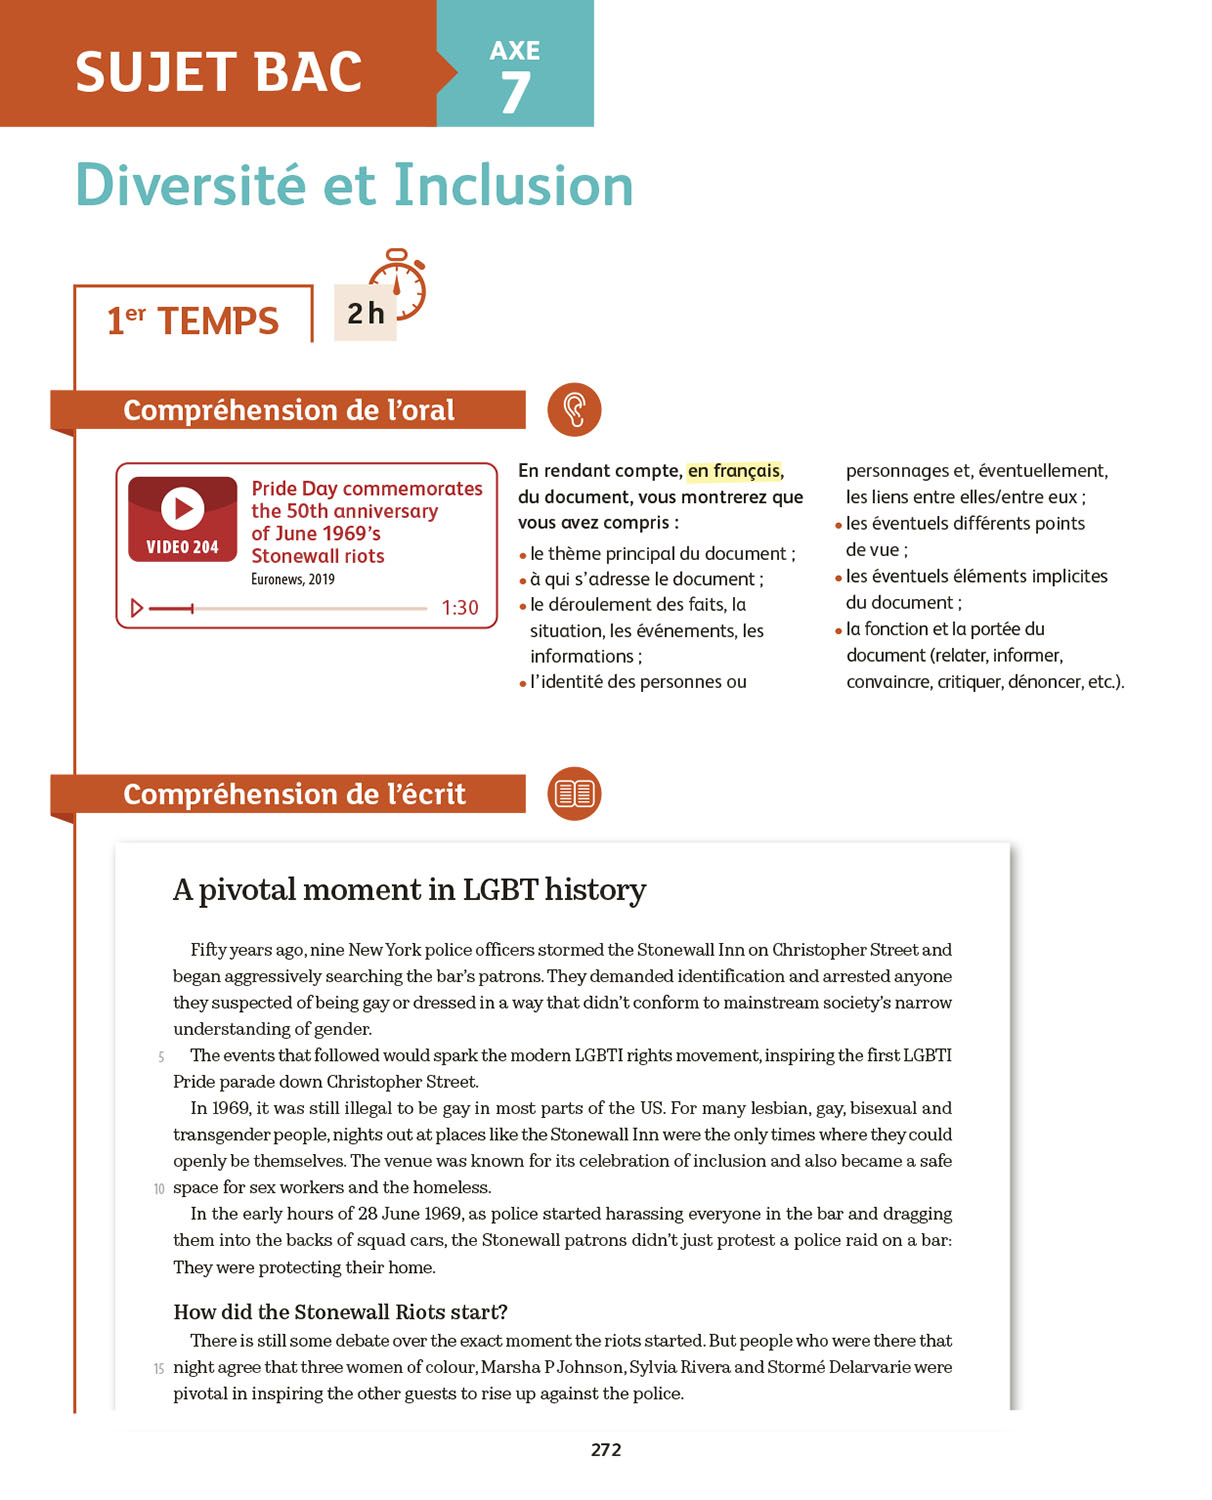 SUJET BAC
AXE
7
Diversité et Inclusion
1er TEMPS
2 h
Compréhension de l'oral
VIDEO 204
Pride Day commemorates
the 50th anniversary
of June 1969's
Stonewall riots
Euronews, 2019
1:30
En rendant compte, en français,
du document, vous montrerez que
vous avez compris :
• le thème principal du document ;
• à qui s'adresse le document ;
• le déroulement des faits, la
situation, les événements, les
informations ;
• l'identité des personnes ou
personnages et, éventuellement,
les liens entre elles/entre eux ;
• les éventuels différents points
de vue ;
• les éventuels éléments implicites
du document ;
• la fonction et la portée du
document (relater, informer,
convaincre, critiquer, dénoncer, etc.).
Compréhension de l'écrit
A pivotal moment in LGBT history
Fifty years ago, nine New York police officers stormed the Stonewall Inn on Christopher Street and
began aggressively searching the bar's patrons. They demanded identification and arrested anyone
they suspected of being gay or dressed in a way that didn't conform to mainstream society's narrow
understanding of gender.
5 The events that followed would spark the modern LGBTI rights movement, inspiring the first LGBTI
Pride parade down Christopher Street.
In 1969, it was still illegal to be gay in most parts of the US. For many lesbian, gay, bisexual and
transgender people, nights out at places like the Stonewall Inn were the only times where they could
openly be themselves. The venue was known for its celebration of inclusion and also became a safe
10 space for sex workers and the homeless.
In the early hours of 28 June 1969, as police started harassing everyone in the bar and dragging
them into the backs of squad cars, the Stonewall patrons didn't just protest a police raid on a bar:
They were protecting their home.
How did the Stonewall Riots start?
There is still some debate over the exact moment the riots started. But people who were there that
15 night agree that three women of colour, Marsha P Johnson, Sylvia Rivera and Stormé Delarvarie were
pivotal in inspiring the other guests to rise up against the police.
272